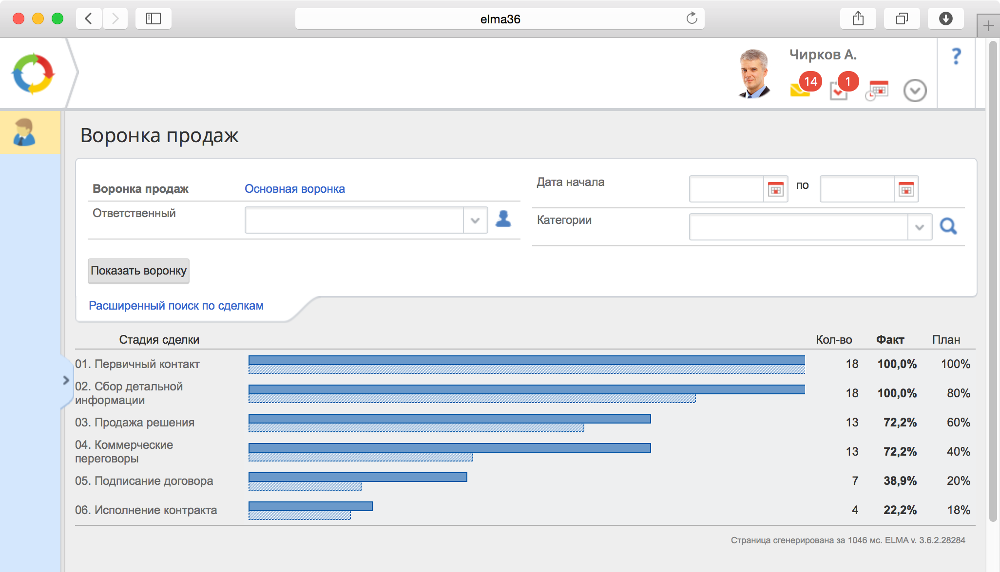 elma36
Чирков А.
14
1
?
Воронка продаж
Воронка продаж
Основная воронка
Дата начала
по
Ответственный
Категории
Показать воронку
Расширенный поиск по сделкам
Стадия сделки Кол-во Факт План
01. Первичный контакт 18 100,0% 100%
02. Сбор детальной
информации 18 100,0% 80%
03. Продажа решения 13 72,2% 60%
04. Коммерческие
переговоры 13 72,2% 40%
05. Подписание договора 7 38,9% 20%
06. Исполнение контракта 4 22,2% 18%
Страница сгенерирована за 1046 мс. ELMA v. 3.6.2.28284